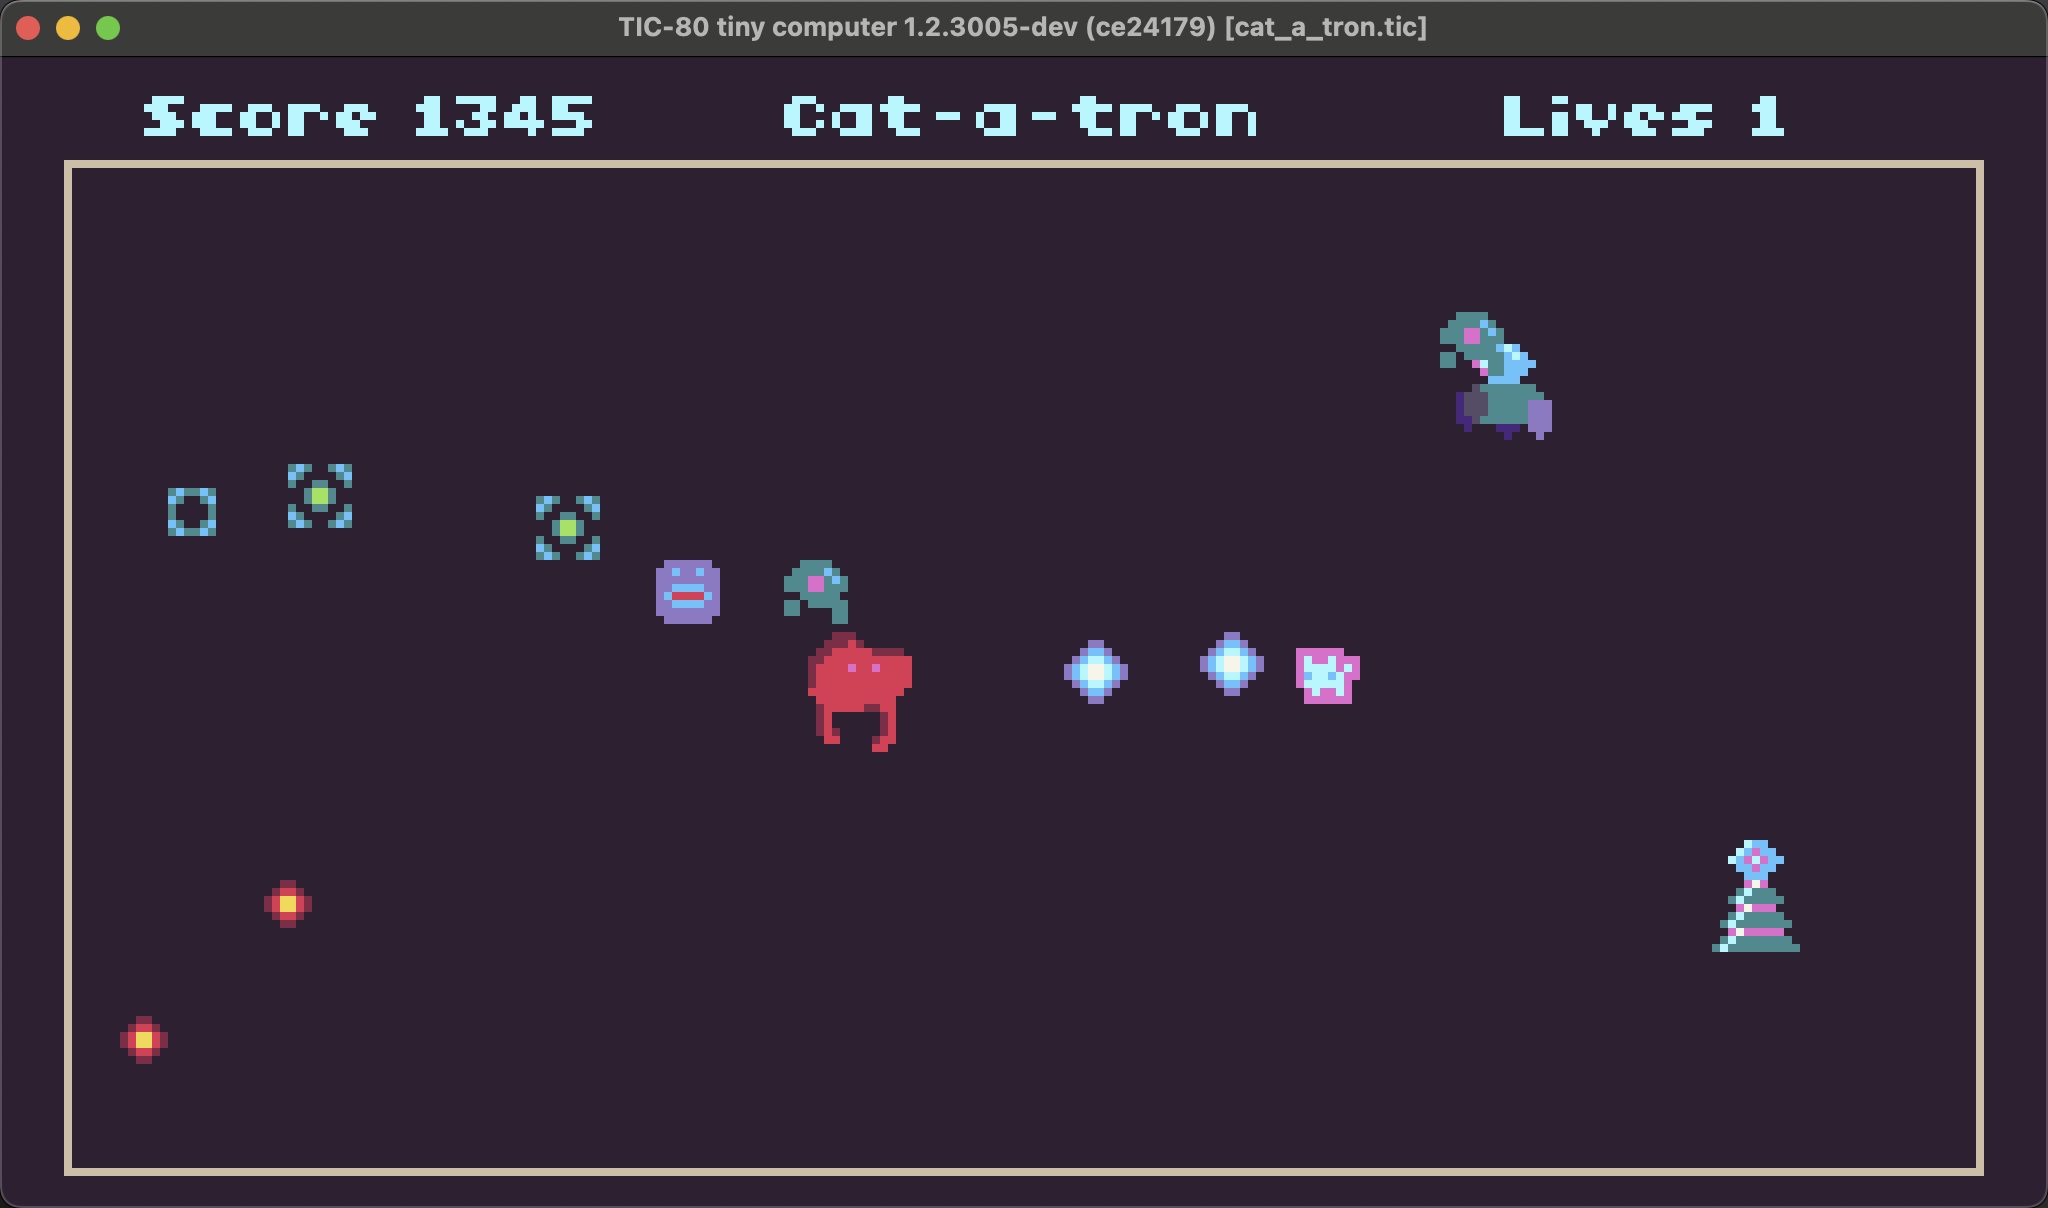 TIC-80 tiny computer 1.2.3005-dev (ce24179) [cat_a_tron.tic]
Score 1345 Cat-a-tron Lives 1